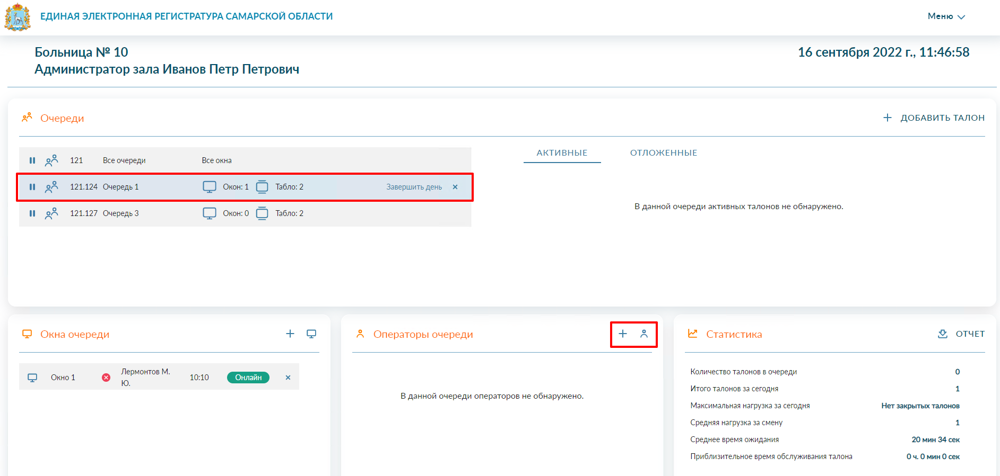 ЕДИНАЯ ЭЛЕКТРОННАЯ РЕГИСТРАТУРА САМАРСКОЙ ОБЛАСТИ
Меню
Больница № 10
16 сентября 2022 г., 11:46:58
Администратор зала Иванов Петр Петрович
Очереди
ДОБАВИТЬ ТАЛОН
121 Все очереди Все окна
121.124 Очередь 1 Окон: 1 Табло: 2 Завершить день
121.127 Очередь 3 Окон: 0 Табло: 2
АКТИВНЫЕ ОТЛОЖЕННЫЕ
В данной очереди активных талонов не обнаружено.
Окна очереди
Окно 1 Лермонтов М. 10:10 Онлайн
Ю.
Операторы очереди
В данной очереди операторов не обнаружено.
Статистика
ОТЧЕТ
Количество талонов в очереди 0
Итого талонов за сегодня 1
Максимальная нагрузка за сегодня Нет закрытых талонов
Средняя нагрузка за смену 1
Среднее время ожидания 20 мин 34 сек
Приблизительное время обслуживания талона 0 ч. 0 мин 0 сек